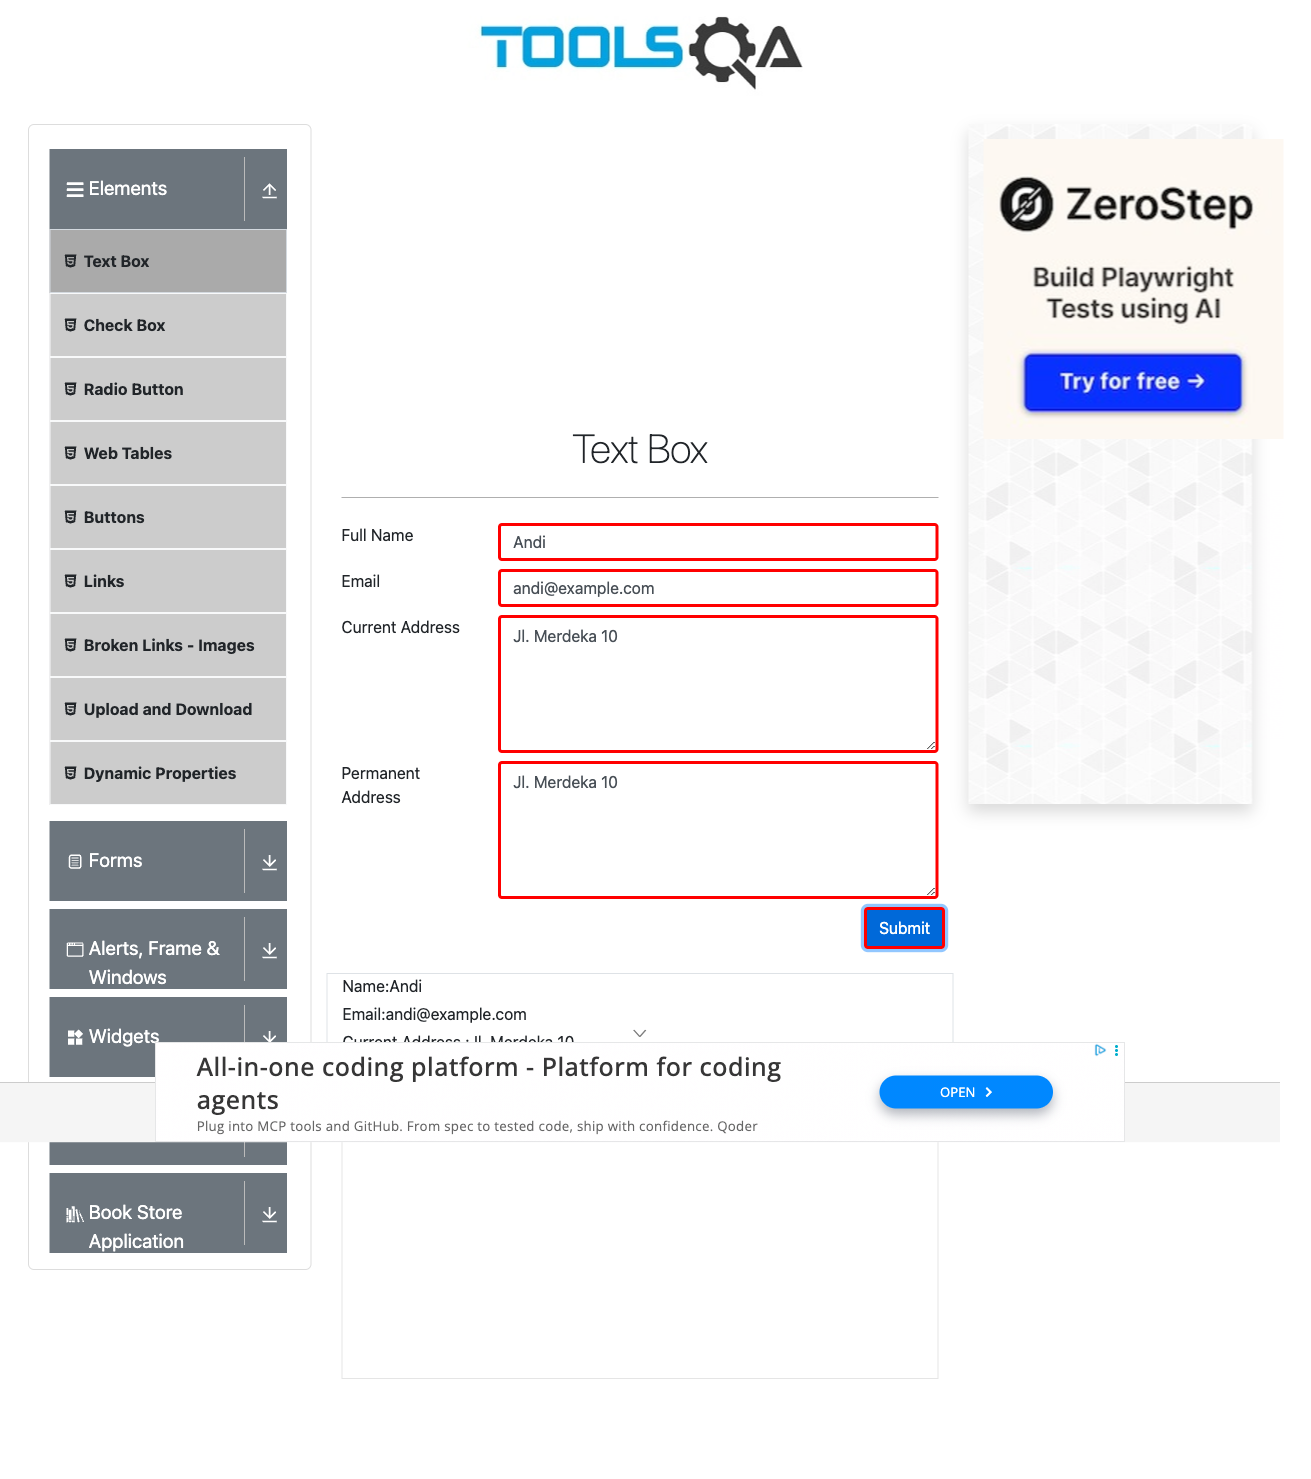 TOOLSQA
Elements
Text Box
Check Box
Radio Button
Web Tables
Buttons
Links
Broken Links - Images
Upload and Download
Dynamic Properties
Forms
Alerts, Frame &
Windows
Widgets
Book Store
Application
Text Box
Full Name
Andi
Email
andi@example.com
Current Address
Jl. Merdeka 10
Permanent
Address
Jl. Merdeka 10
Submit
Name:Andi
Email:andi@example.com
Current Address : Jl. Merdeka 10
All-in-one coding platform - Platform for coding
agents
Plug into MCP tools and GitHub. From spec to tested code, ship with confidence. Qoder
OPEN
ZeroStep
Build Playwright
Tests using AI
Try for free →